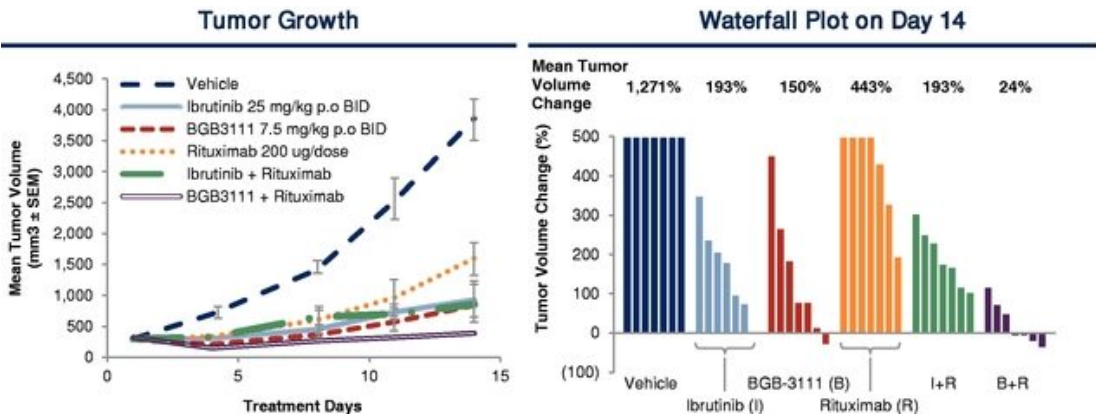 Tumor Growth
Mean Tumor Volume
(mm3 ± SEM)
4,500
4,000
3,500
3,000
2,500
2,000
1,500
1,000
500
0
Vehicle
Ibrutinib 25 mg/kg p.o BID
BGB3111 7.5 mg/kg p.o BID
Rituximab 200 ug/dose
Ibrutinib + Rituximab
BGB3111 + Rituximab
0 5 10 15
Treatment Days
Waterfall Plot on Day 14
Mean Tumor
Volume
Change
1,271% 193% 150% 443% 193% 24%
Tumor Volume Change (%)
500
400
300
200
100
0
(100)
Vehicle BGB-3111 (B) I+R B+R
Ibrutinib (I) Rituximab (R)